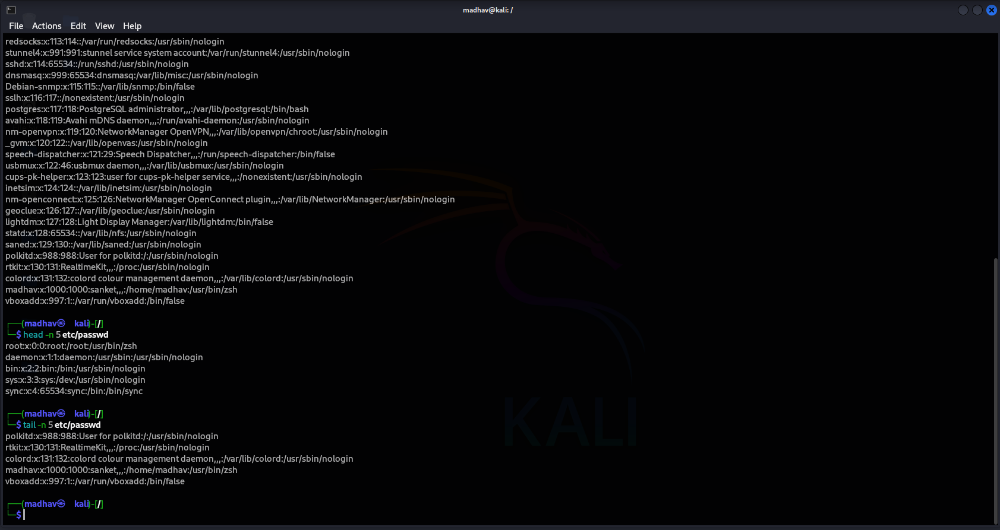 madhav@kali: /
File Actions Edit View Help
redsocks:x:113:114::/var/run/redsocks:/usr/sbin/nologin
stunnel4:x:991:991:stunnel service system account:/var/run/stunnel4:/usr/sbin/nologin
sshd:x:114:65534::/run/sshd:/usr/sbin/nologin
dnsmasq:x:999:65534:dnsmasq:/var/lib/misc:/usr/sbin/nologin
Debian-snmp:x:115:115::/var/lib/snmp:/bin/false
sslh:x:116:117::/nonexistent:/usr/sbin/nologin
postgres:x:117:118:PostgreSQL administrator,,,:/var/lib/postgresql:/bin/bash
avahi:x:118:119:Avahi mDNS daemon,,,:/run/avahi-daemon:/usr/sbin/nologin
nm-openvpn:x:119:120:NetworkManager OpenVPN,,,:/var/lib/openvpn/chroot:/usr/sbin/nologin
_gvm:x:120:122::/var/lib/openvas:/usr/sbin/nologin
speech-dispatcher:x:121:29:Speech Dispatcher,,,:/run/speech-dispatcher:/bin/false
usbmux:x:122:46:usbmux daemon,,,:/var/lib/usbmux:/usr/sbin/nologin
cups-pk-helper:x:123:123:user for cups-pk-helper service,,,:/nonexistent:/usr/sbin/nologin
inetsim:x:124:124::/var/lib/inetsim:/usr/sbin/nologin
nm-openconnect:x:125:126:NetworkManager OpenConnect plugin,,,:/var/lib/NetworkManager:/usr/sbin/nologin
geoclue:x:126:127::/var/lib/geoclue:/usr/sbin/nologin
lightdm:x:127:128:Light Display Manager:/var/lib/lightdm:/bin/false
statd:x:128:65534::/var/lib/nfs:/usr/sbin/nologin
saned:x:129:130::/var/lib/saned:/usr/sbin/nologin
polkitd:x:988:988:User for polkitd:/:/usr/sbin/nologin
rtkit:x:130:131:RealtimeKit,,,:/proc:/usr/sbin/nologin
colord:x:131:132:colord colour management daemon,,,:/var/lib/colord:/usr/sbin/nologin
madhav:x:1000:1000:sanket,,,:/home/madhav:/usr/bin/zsh
vboxadd:x:997:1::/var/run/vboxadd:/bin/false
┌──(madhav㉿ kali)-[/]
└─$ head -n 5 etc/passwd
root:x:0:0:root:/root:/usr/bin/zsh
daemon:x:1:1:daemon:/usr/sbin:/usr/sbin/nologin
bin:x:2:2:bin:/bin:/usr/sbin/nologin
sys:x:3:3:sys:/dev:/usr/sbin/nologin
sync:x:4:65534:sync:/bin:/bin/sync
┌──(madhav㉿ kali)-[/]
└─$ tail -n 5 etc/passwd
polkitd:x:988:988:User for polkitd:/:/usr/sbin/nologin
rtkit:x:130:131:RealtimeKit,,,:/proc:/usr/sbin/nologin
colord:x:131:132:colord colour management daemon,,,:/var/lib/colord:/usr/sbin/nologin
madhav:x:1000:1000:sanket,,,:/home/madhav:/usr/bin/zsh
vboxadd:x:997:1::/var/run/vboxadd:/bin/false
┌──(madhav㉿ kali)-[/]
└─$
KALI